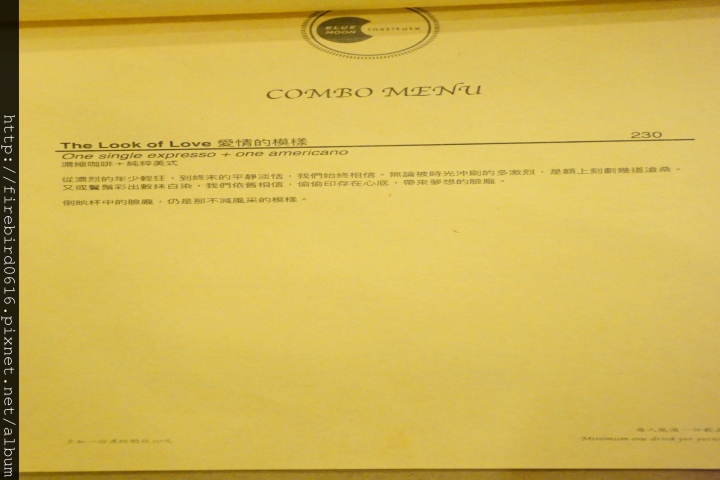 BLUE MOON Institute
COMBO MENU
The Look of Love 愛情的模樣 230
One single expresso + one americano
濃縮咖啡 + 純粹美式
從濃烈的年少輕狂，到終末的平靜淡恬，我們始終相信。無論被時光沖刷的多激烈，是額上刻劃幾道滄桑。
又或鬢鬚彩出數抹白染，我們依舊相信，偷偷印存在心底，帶來夢想的臉龐。
倒映杯中的臉龐，仍是那不減風采的模樣。
Minimum one drink per person
http://firebird0616.pixnet.net/album